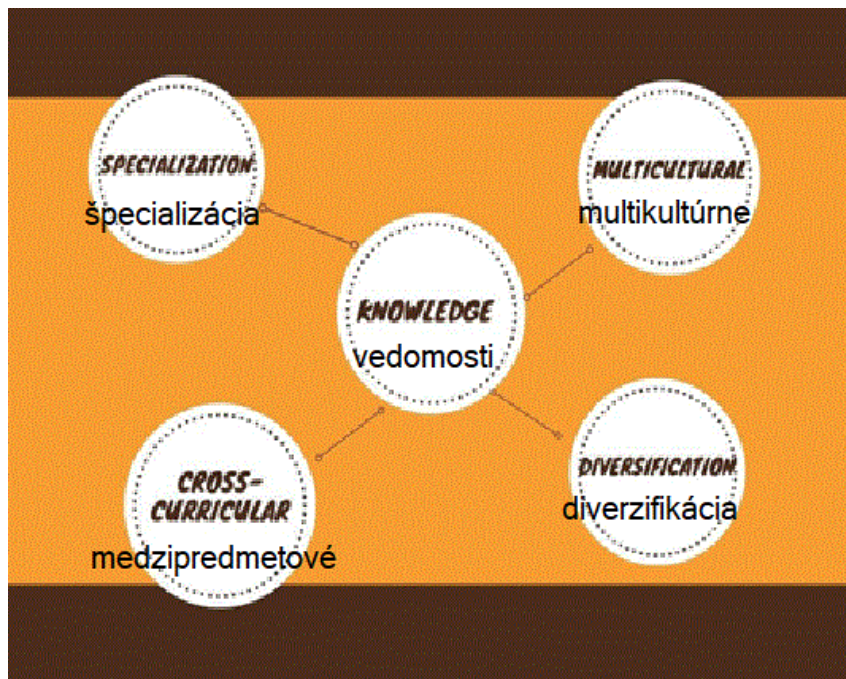 SPECIALIZATION
špecializácia
MULTICULTURAL
multikultúrne
KNOWLEDGE
vedomosti
CROSS-
CURRICULAR
medzipredmetové
DIVERSIFICATION
diverzifikácia